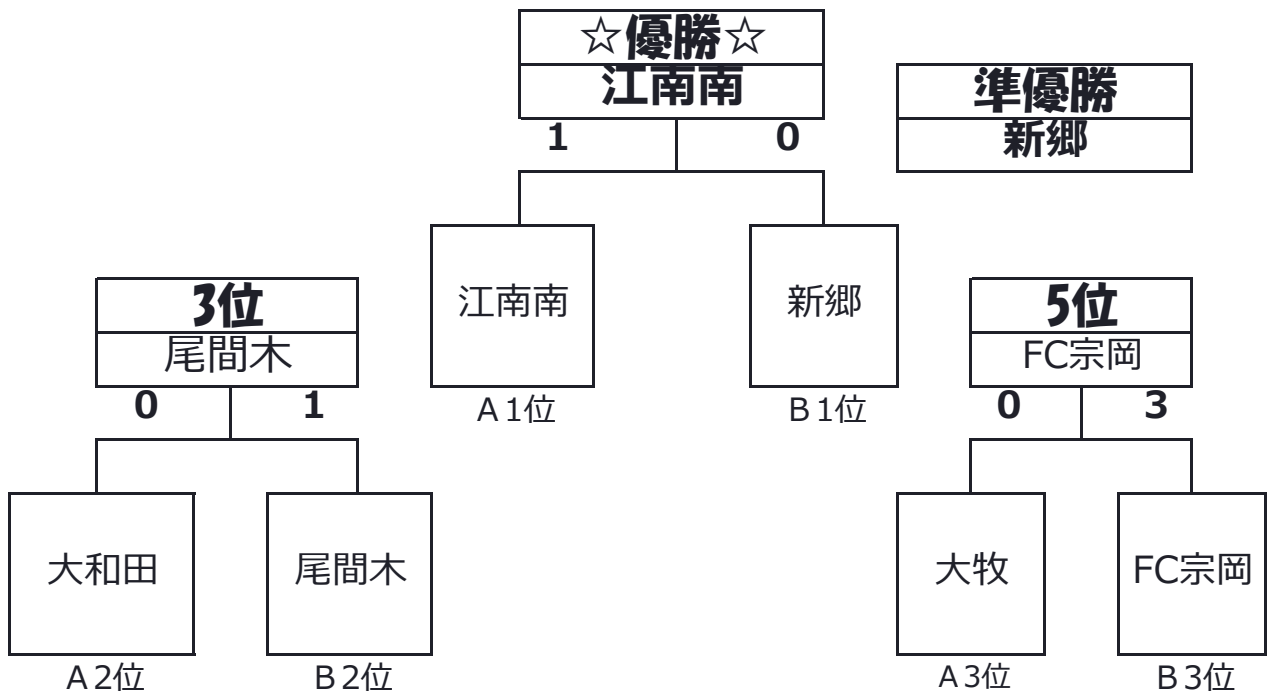 ☆優勝☆
江南南
準優勝
1 0
新郷
江南南
新郷
3位
5位
尾間木
FC宗岡
0 1
A1位
B1位
0 3
大和田
尾間木
大牧
FC宗岡
A2位
B2位
A3位
B3位